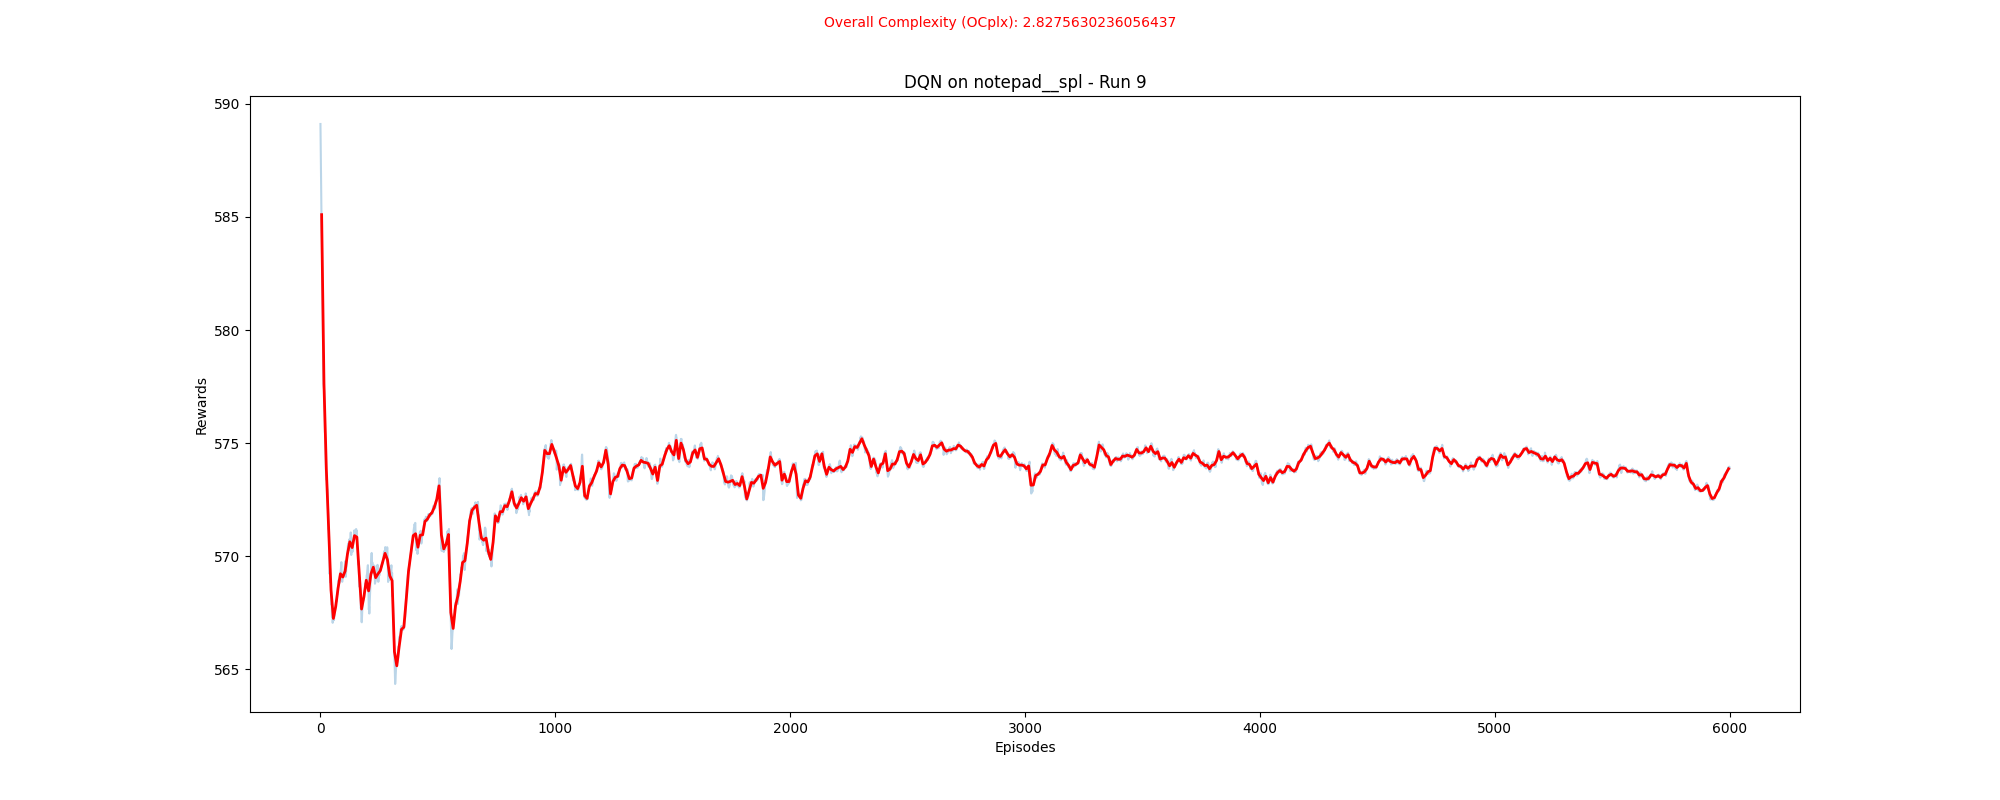 Overall Complexity (OCplx): 2.8275630236056437
DQN on notepad__spl - Run 9
590
585
580
575
570
565
Rewards
0 1000 2000 3000 4000 5000 6000
Episodes